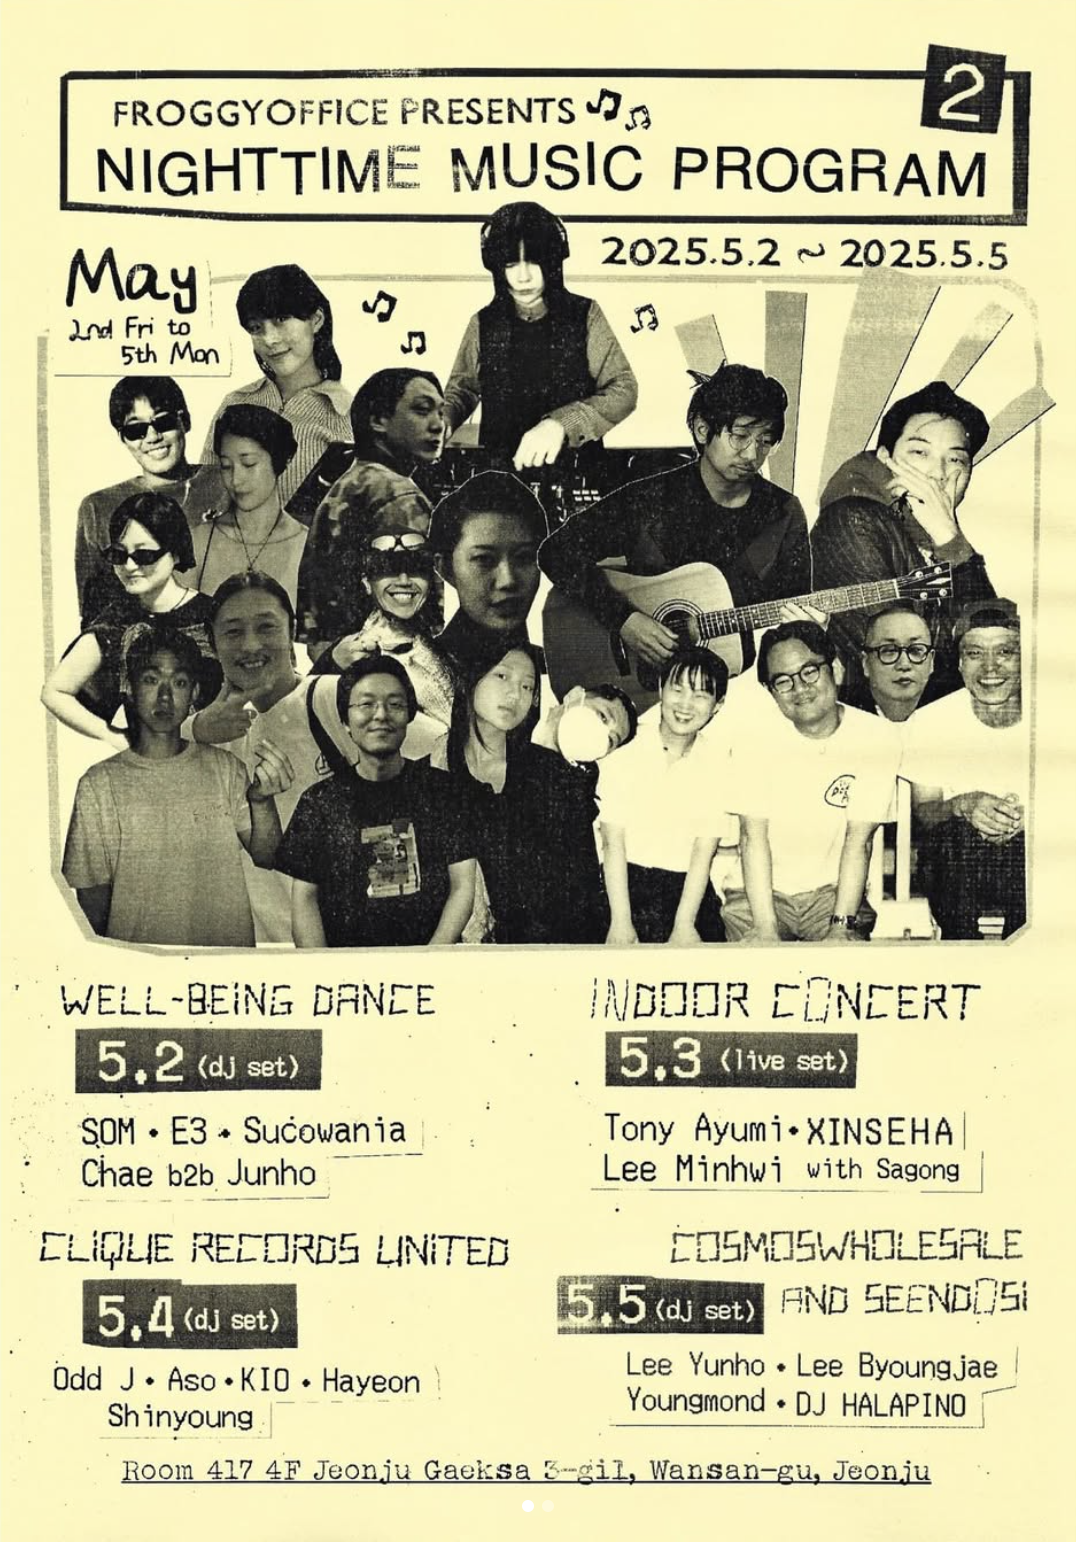 2
FROGGYOFFICE PRESENTS
NIGHTTIME MUSIC PROGRAM
2025.5.2 ~ 2025.5.5
May
2nd Fri to
5th Mon
WELL-BEING DANCE
5.2 (dj set)
SOM • E3 • Sucowania
Chae b2b Junho
INDOOR CONCERT
5.3 (live set)
Tony Ayumi • XINSEHA
Lee Minhwi with Sagong
CLIQUE RECORDS UNITED
5.4 (dj set)
Odd J • Aso • KIO • Hayeon
Shinyoung
COSMOSWHOLESALE
5.5 (dj set) AND SEENDOSI
Lee Yunho • Lee Byoungjae
Youngmond • DJ HALAPINO
Room 417 4F Jeonju Gaeksa 3-gil, Wansan-gu, Jeonju